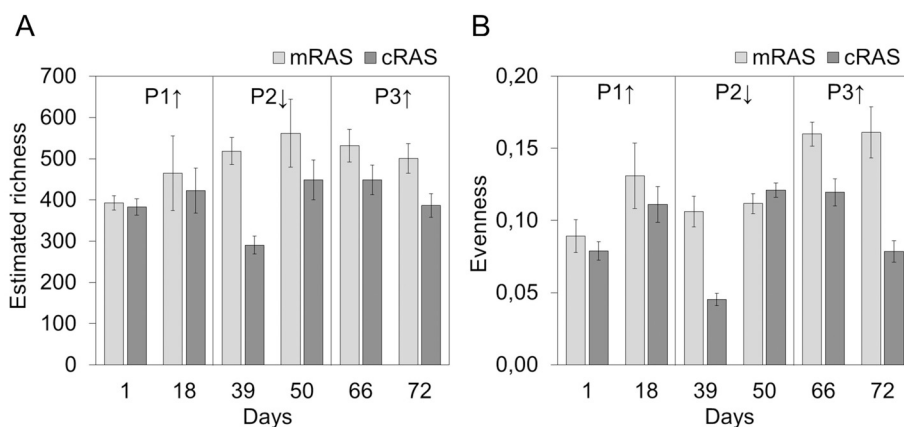 A
mRAS cRAS
Estimated richness
700
600
500
400
300
200
100
0
P1↑ P2↓ P3↑
1 18 39 50 66 72
Days
B
mRAS cRAS
Evenness
0,20
0,15
0,10
0,05
0,00
P1↑ P2↓ P3↑
1 18 39 50 66 72
Days